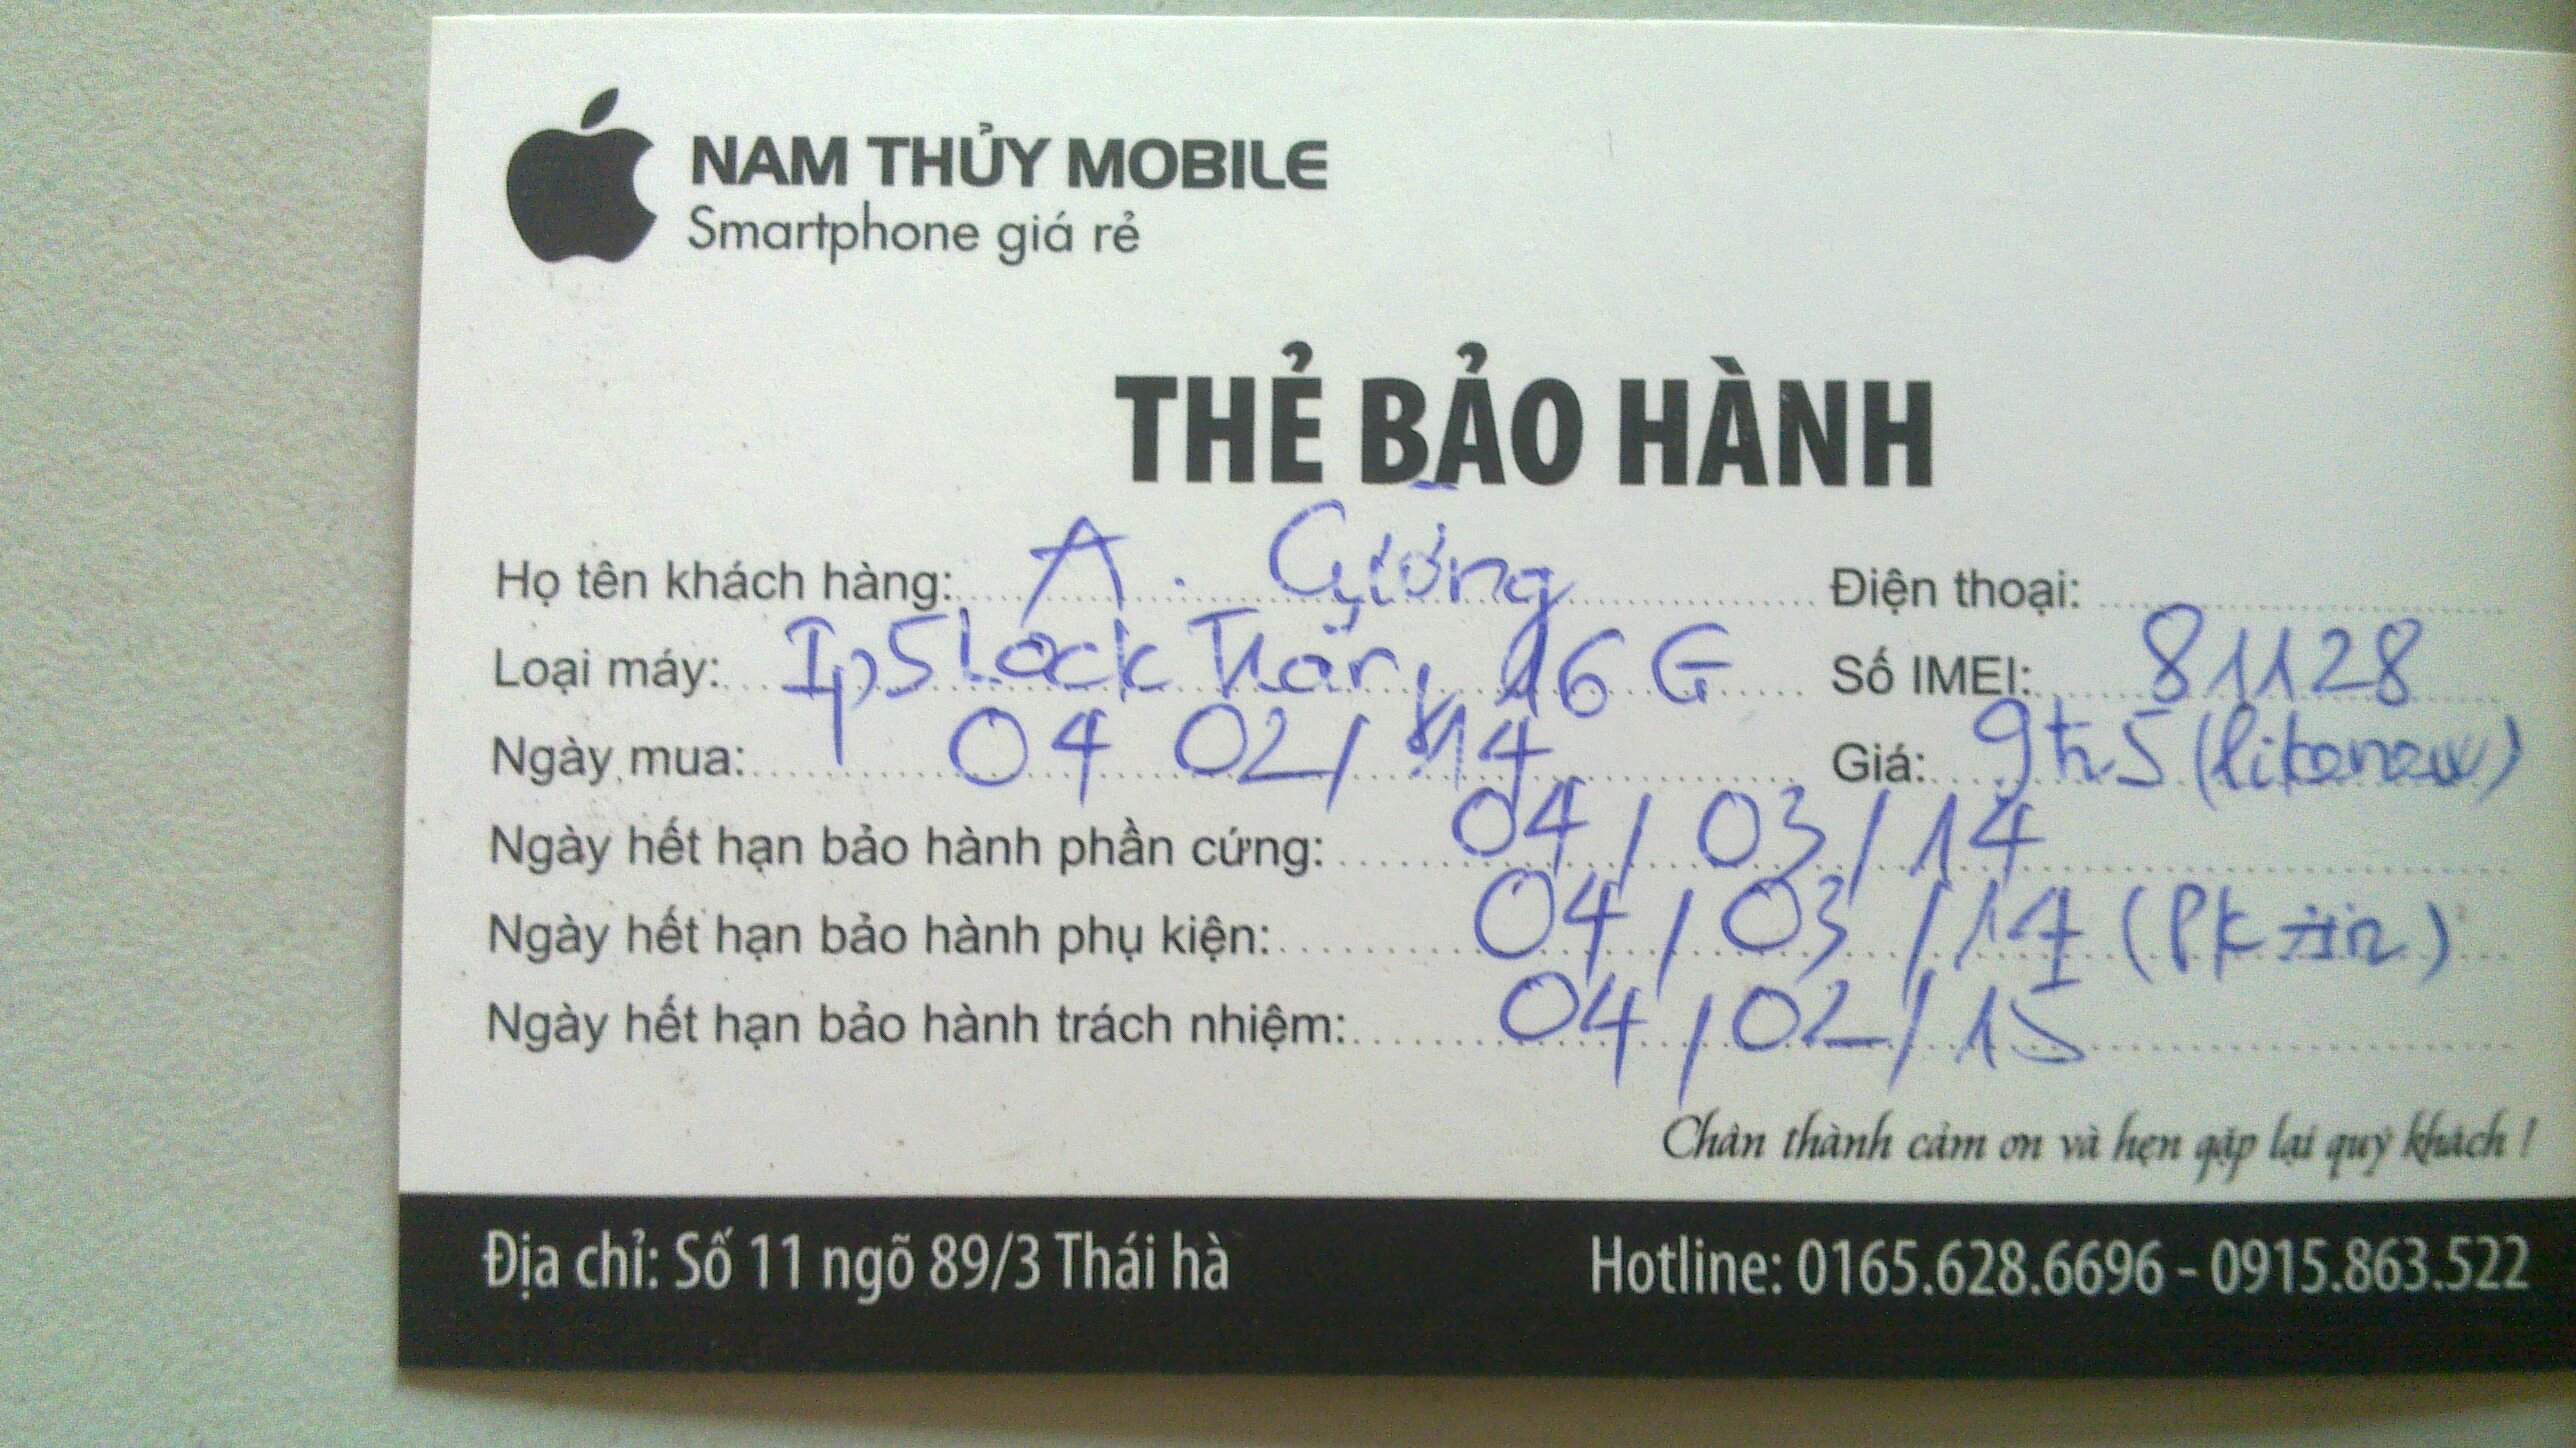 NAM THỦY MOBILE
Smartphone giá rẻ
THẺ BẢO HÀNH
Họ tên khách hàng: A. Cường Điện thoại:
Loại máy: Ip5 Lock Trắng 16G Số IMEI: 81128
Ngày mua: 04 02/14 Giá: 9tr5 (likenew)
Ngày hết hạn bảo hành phần cứng: 04/03/14
Ngày hết hạn bảo hành phụ kiện: 04/03/14 (Pk zin)
Ngày hết hạn bảo hành trách nhiệm: 04/02/15
Chân thành cảm ơn và hẹn gặp lại quý khách !
Địa chỉ: Số 11 ngõ 89/3 Thái hà Hotline: 0165.628.6696 - 0915.863.522